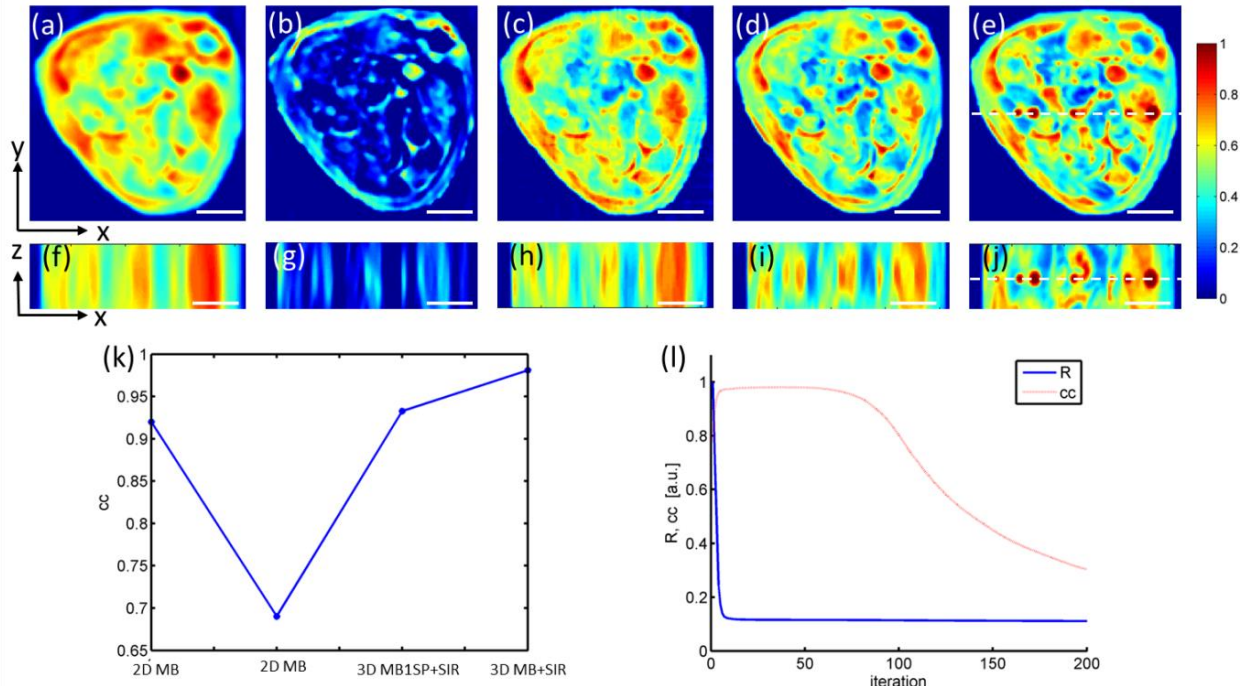 (a) (b) (c) (d) (e)
1
0.8
0.6
0.4
0.2
0
y
x
z
(f) (g) (h) (i) (j)
x
(k)
1
0.95
0.9
0.85
0.8
0.75
0.7
0.65
cc
2D MB 2D MB 3D MB1SP+SIR 3D MB+SIR
(l)
R
cc
1
0.8
0.6
0.4
0.2
0
R, cc [a.u.]
0 50 100 150 200
iteration